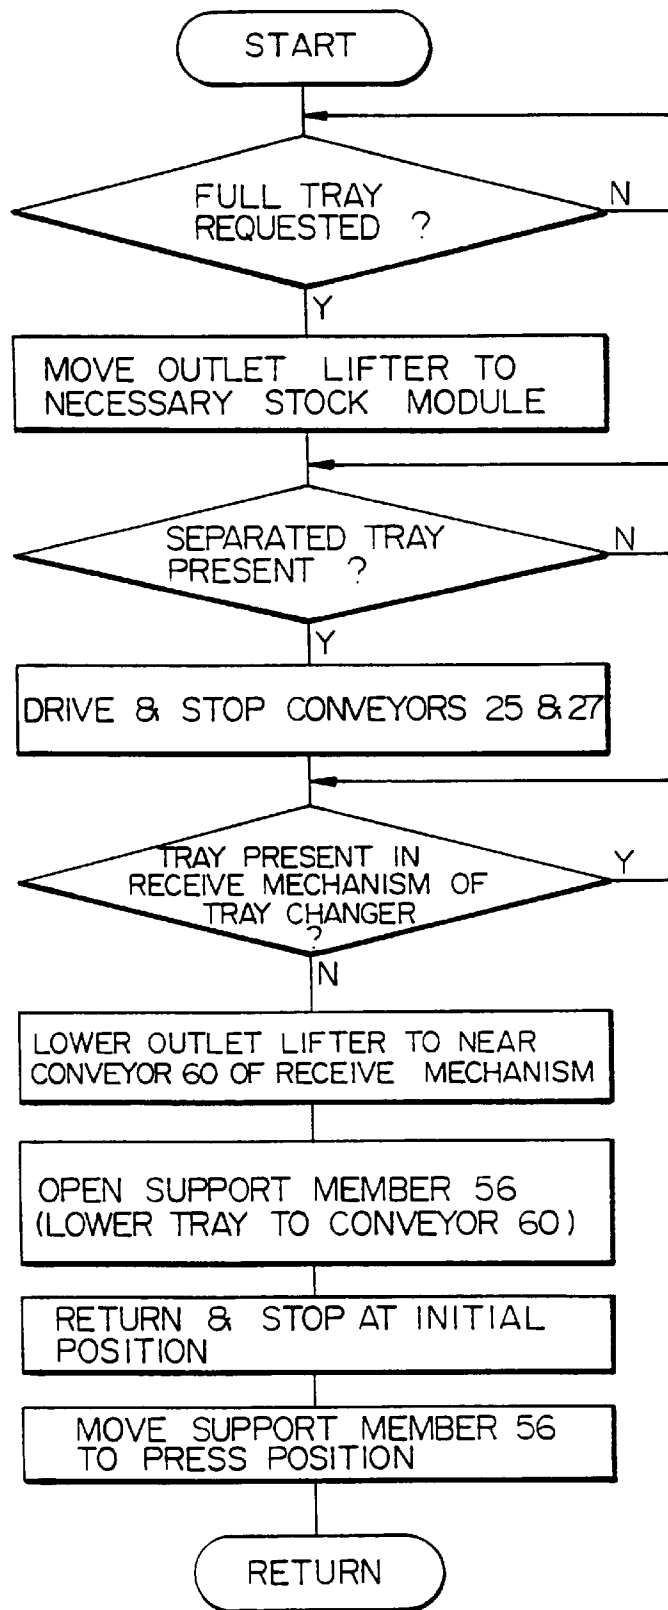 START
FULL TRAY
REQUESTED ?
N
Y
MOVE OUTLET LIFTER TO
NECESSARY STOCK MODULE
SEPARATED TRAY
PRESENT ?
N
Y
DRIVE & STOP CONVEYORS 25 & 27
TRAY PRESENT IN
RECEIVE MECHANISM OF
TRAY CHANGER
?
Y
N
LOWER OUTLET LIFTER TO NEAR
CONVEYOR 60 OF RECEIVE MECHANISM
OPEN SUPPORT MEMBER 56
(LOWER TRAY TO CONVEYOR 60)
RETURN & STOP AT INITIAL
POSITION
MOVE SUPPORT MEMBER 56
TO PRESS POSITION
RETURN